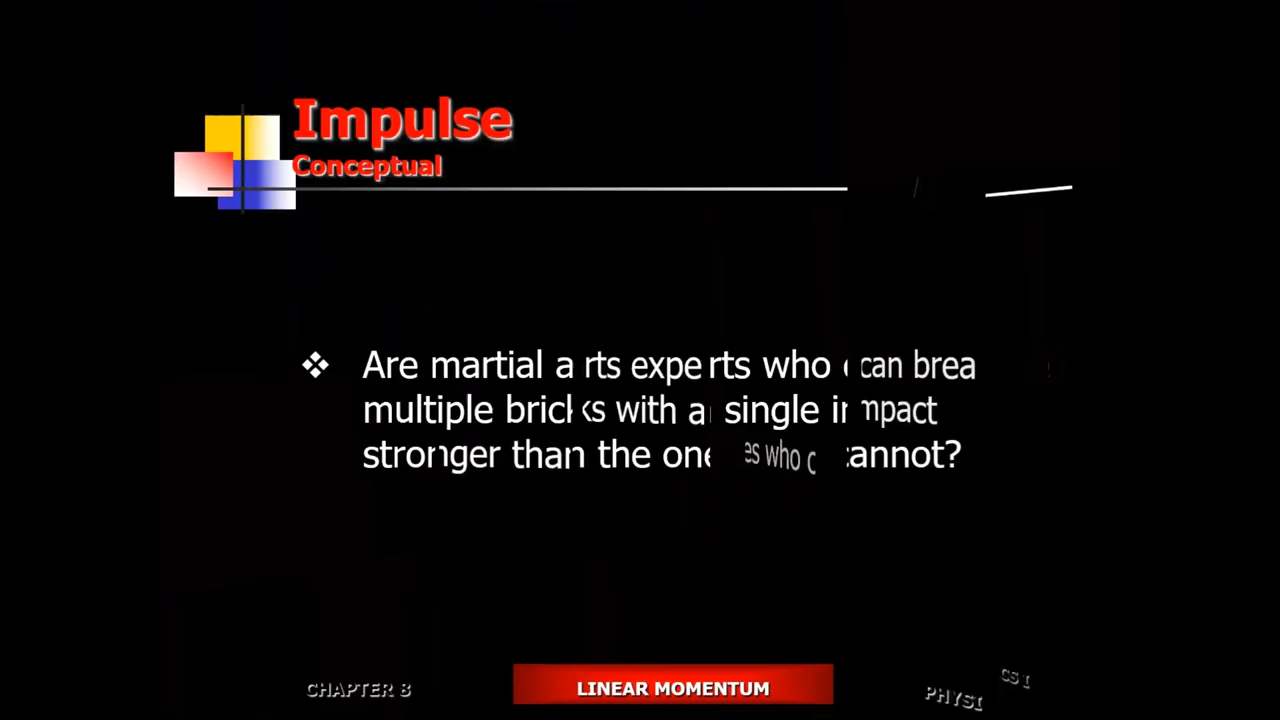 Impulse
Conceptual
❖ Are martial arts experts who can brea
multiple bricks with a single impact
stronger than the ones who cannot?
CHAPTER 8
LINEAR MOMENTUM
PHYSICS I